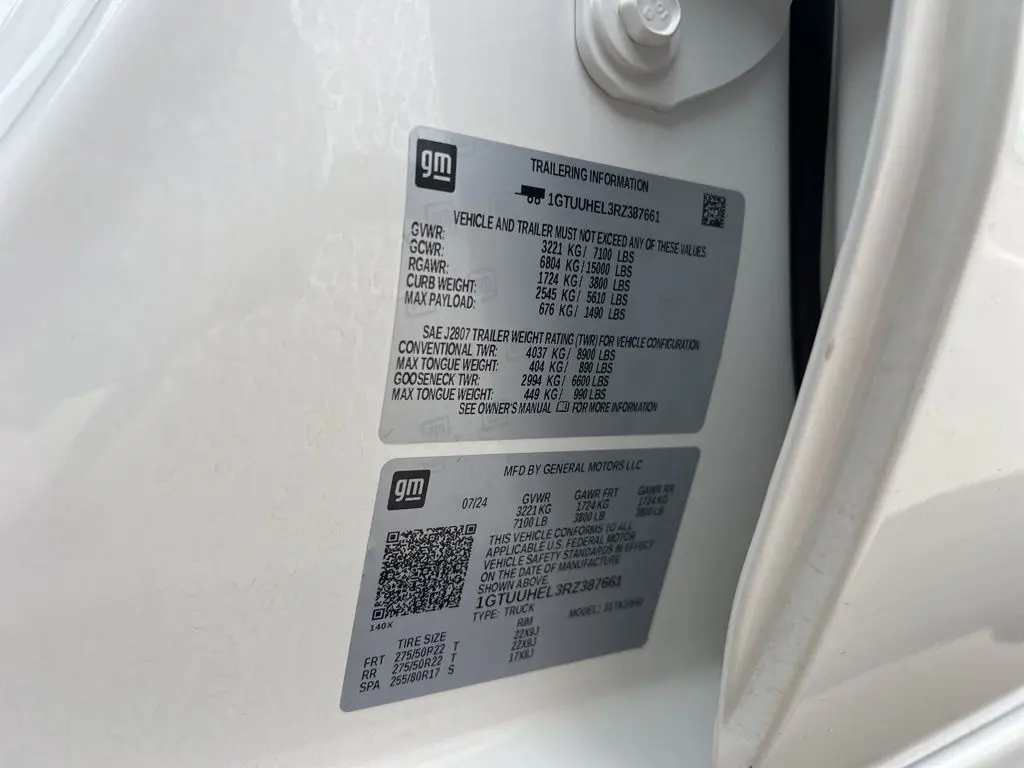 gm
TRAILERING INFORMATION
1GTUUHEL3RZ387661
VEHICLE AND TRAILER MUST NOT EXCEED ANY OF THESE VALUES
GVWR: 3221 KG/ 7100 LBS
GCWR: 6804 KG/ 15000 LBS
RGAWR: 1724 KG/ 3800 LBS
CURB WEIGHT: 2545 KG/ 5610 LBS
MAX PAYLOAD: 676 KG/ 1490 LBS
SAE J2807 TRAILER WEIGHT RATING (TWR) FOR VEHICLE CONFIGURATION
CONVENTIONAL TWR: 4037 KG/ 8900 LBS
MAX TONGUE WEIGHT: 404 KG/ 890 LBS
GOOSENECK TWR: 2994 KG/ 6600 LBS
MAX TONGUE WEIGHT: 449 KG/ 990 LBS
SEE OWNER'S MANUAL FOR MORE INFORMATION
gm
MFD BY GENERAL MOTORS LLC
07/24 GVWR GAWR FRT GAWR RR
3221 KG 1724 KG 1724 KG
7100 LB 3800 LB 3800 LB
THIS VEHICLE CONFORMS TO ALL
APPLICABLE U.S. FEDERAL MOTOR
VEHICLE SAFETY STANDARDS IN EFFECT
ON THE DATE OF MANUFACTURE
SHOWN ABOVE.
1GTUUHEL3RZ387661
TYPE: TRUCK MODEL:
140X
TIRE SIZE RIM
FRT 275/50R22 T 22X9J
RR 275/50R22 T 22X9J
SPA 255/80R17 S 17X8J